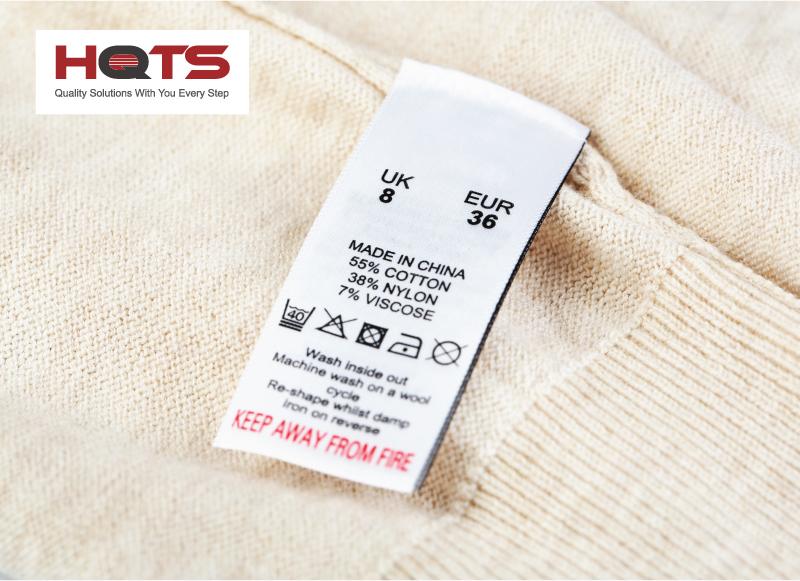 HQTS
Quality Solutions With You Every Step
UK
8
EUR
36
MADE IN CHINA
55% COTTON
38% NYLON
7% VISCOSE
40
Wash inside out
Machine wash on a wool
cycle
Re-shape whilst damp
Iron on reverse
KEEP AWAY FROM FIRE